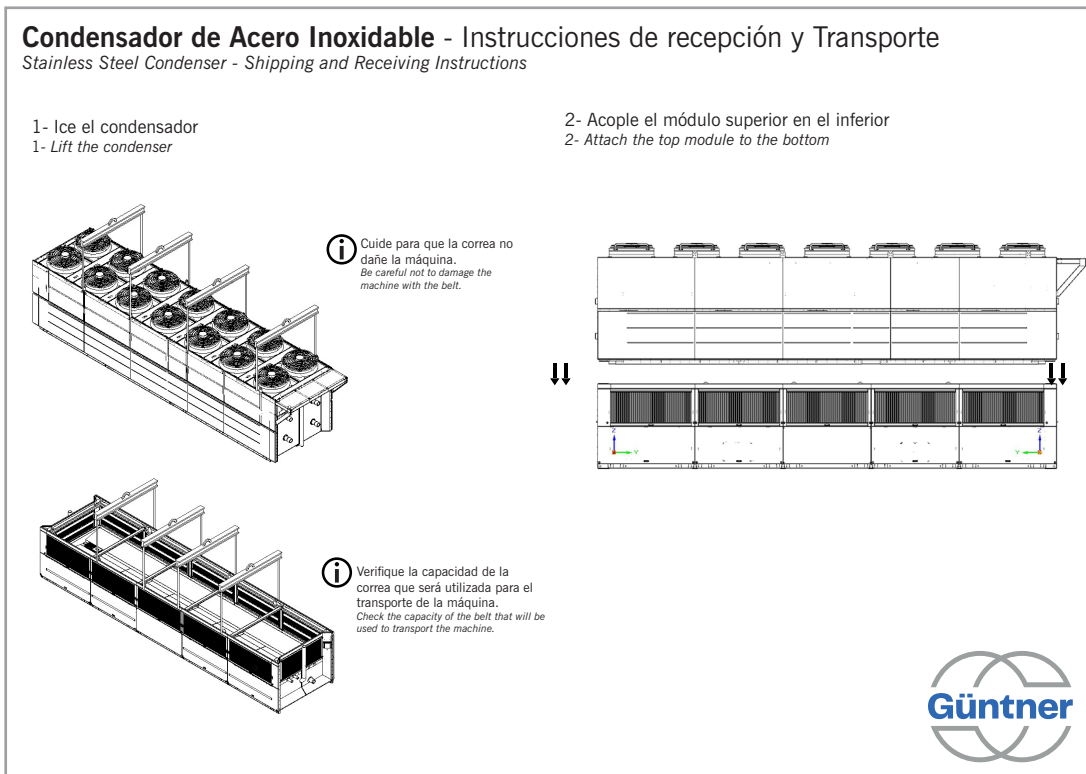 Condensador de Acero Inoxidable - Instrucciones de recepción y Transporte
Stainless Steel Condenser - Shipping and Receiving Instructions
1- Ice el condensador
1- Lift the condenser
Cuide para que la correa no
dañe la máquina.
Be careful not to damage the
machine with the belt.
Verifique la capacidad de la
correa que será utilizada para el
transporte de la máquina.
Check the capacity of the belt that will be
used to transport the machine.
2- Acople el módulo superior en el inferior
2- Attach the top module to the bottom
Z
Y
Z
Y
Güntner